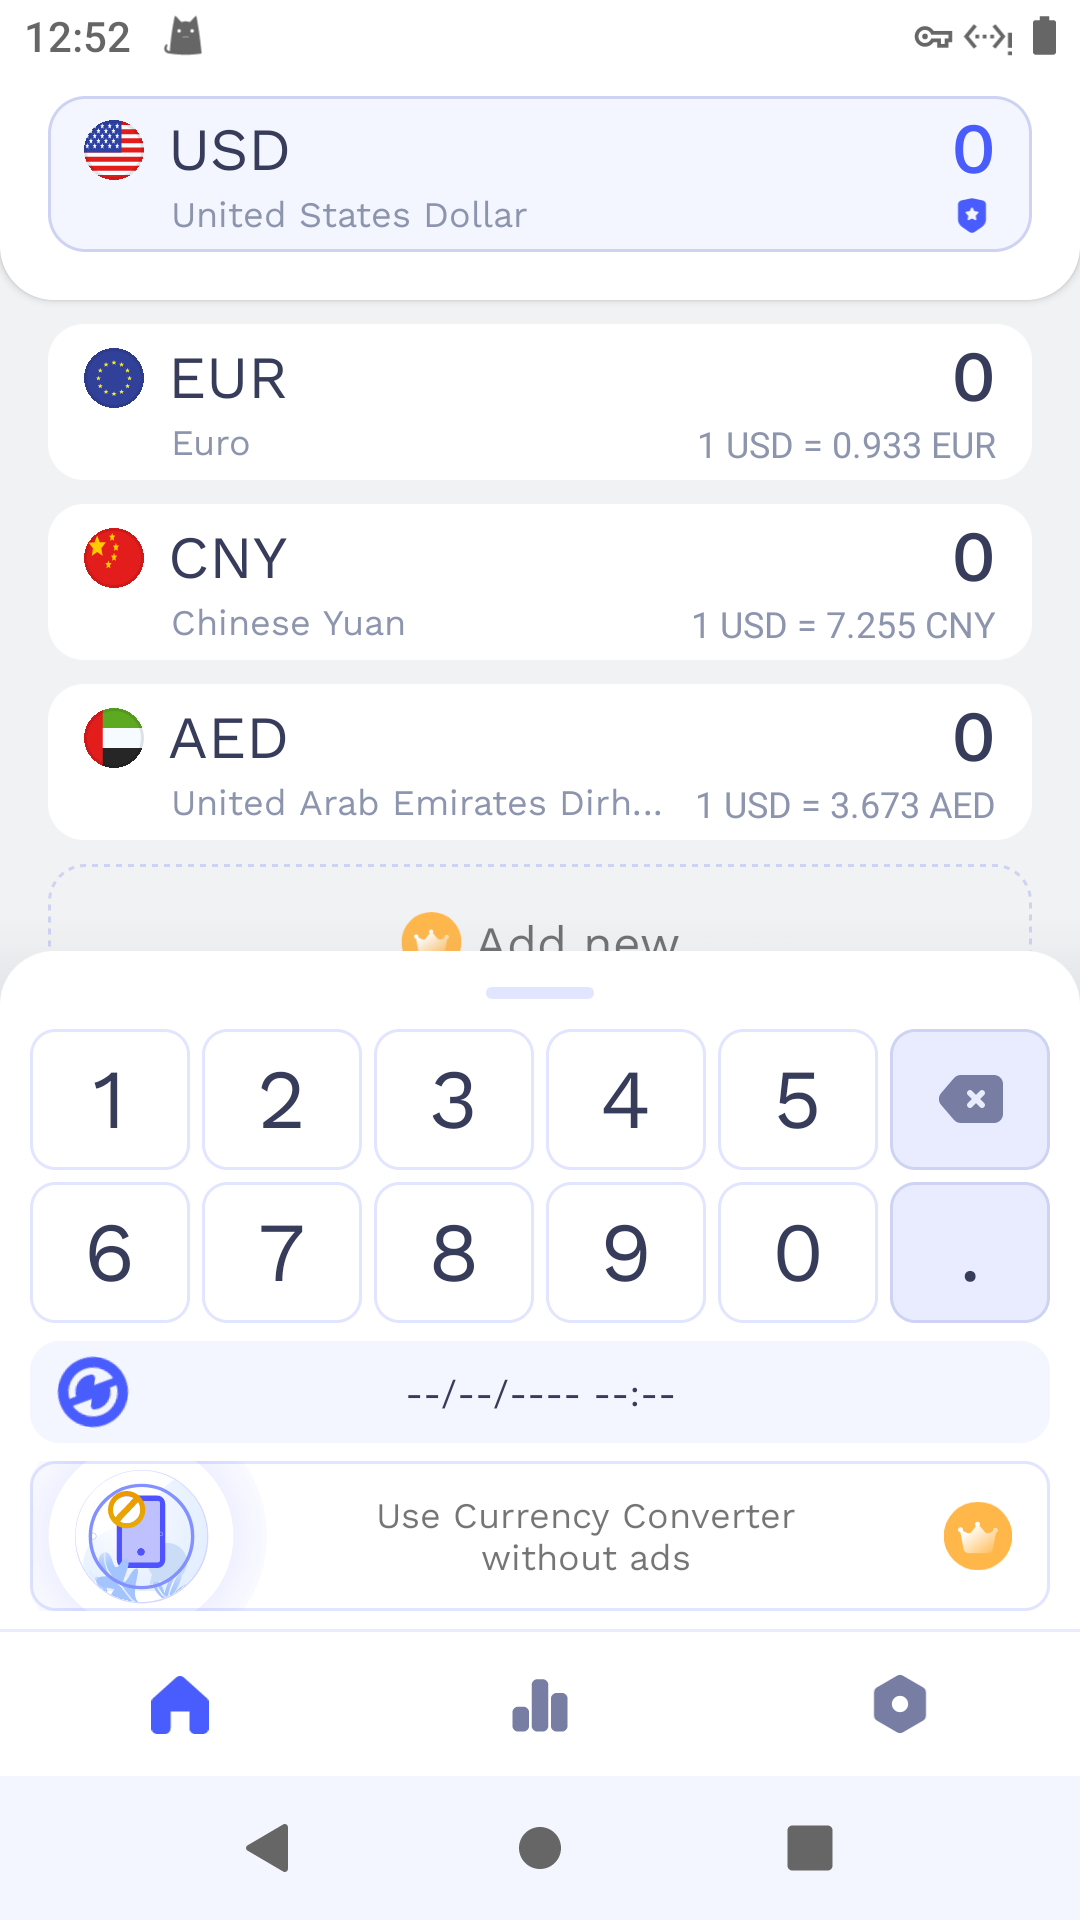 12:52
USD 0
United States Dollar
EUR 0
Euro 1 USD = 0.933 EUR
CNY 0
Chinese Yuan 1 USD = 7.255 CNY
AED 0
United Arab Emirates Dirh... 1 USD = 3.673 AED
Add new
1 2 3 4 5
6 7 8 9 0 .
--/--/---- --:--
Use Currency Converter
without ads